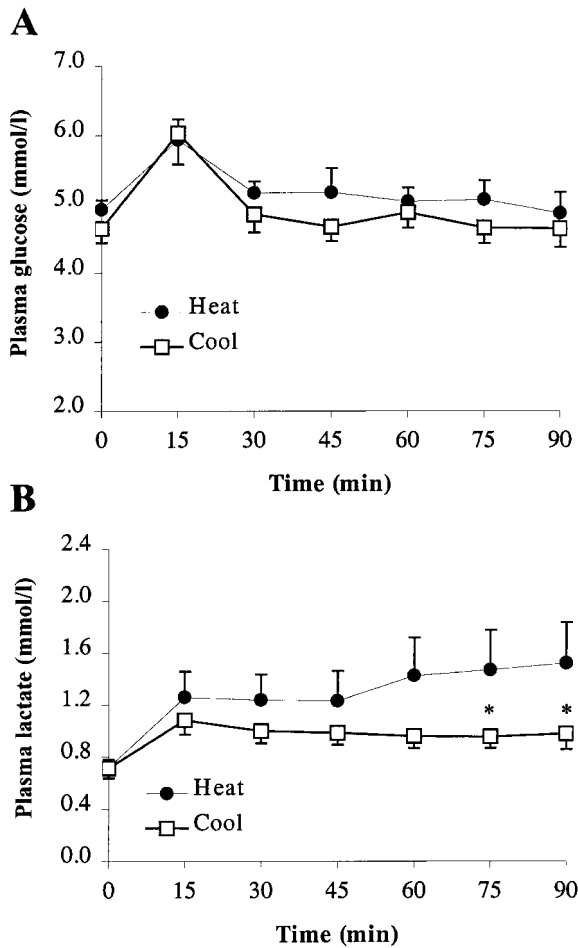 A
Plasma glucose (mmol/l)
7.0
6.0
5.0
4.0
3.0
2.0
Heat
Cool
0 15 30 45 60 75 90
Time (min)
B
Plasma lactate (mmol/l)
2.4
2.0
1.6
1.2
0.8
0.4
0.0
* *
Heat
Cool
0 15 30 45 60 75 90
Time (min)